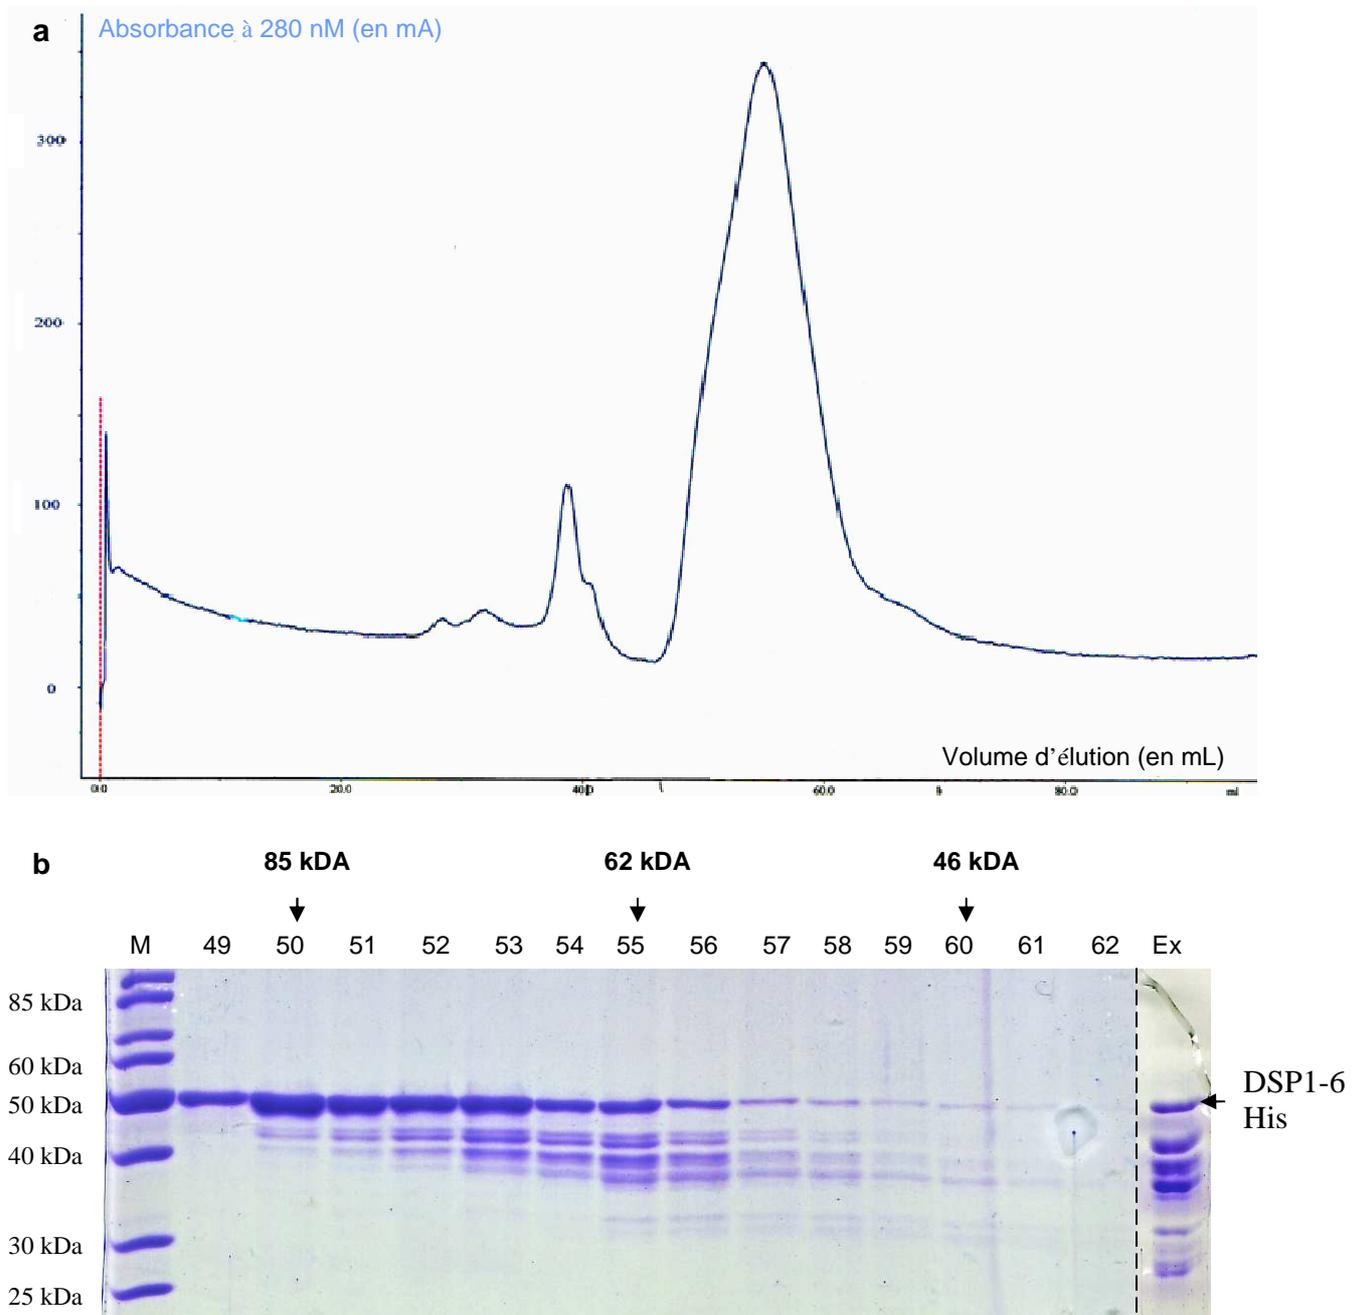 a
Absorbance à 280 nM (en mA)
300
200
100
0
Volume d'élution (en mL)
0.0 20.0 60.0 80.0 ml
b
85 kDA 62 kDA 46 kDA
M 49 50 51 52 53 54 55 56 57 58 59 60 61 62 Ex
85 kDa
60 kDa
50 kDa
40 kDa
30 kDa
25 kDa
DSP1-6
His